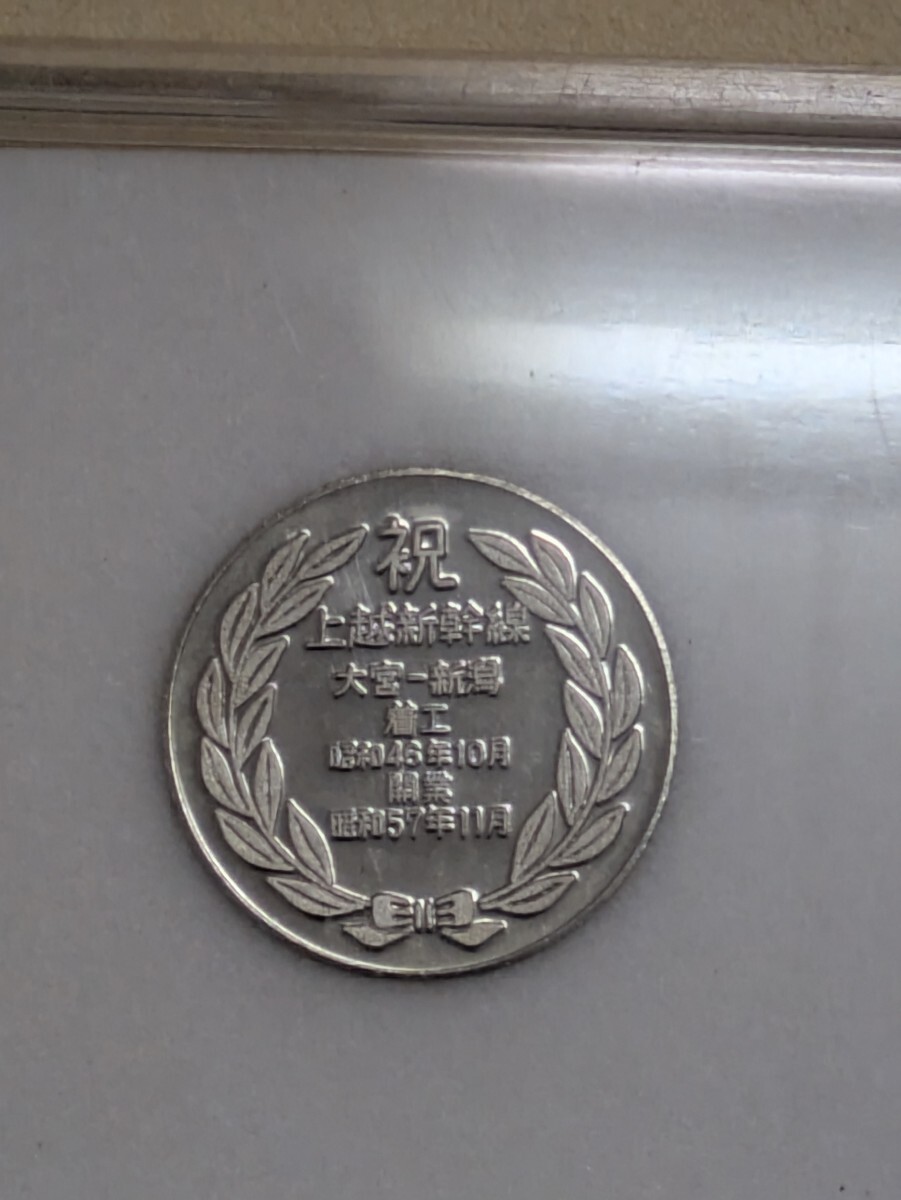 祝
上越新幹線
大宮-新潟
着工
昭和46年10月
開業
昭和57年11月